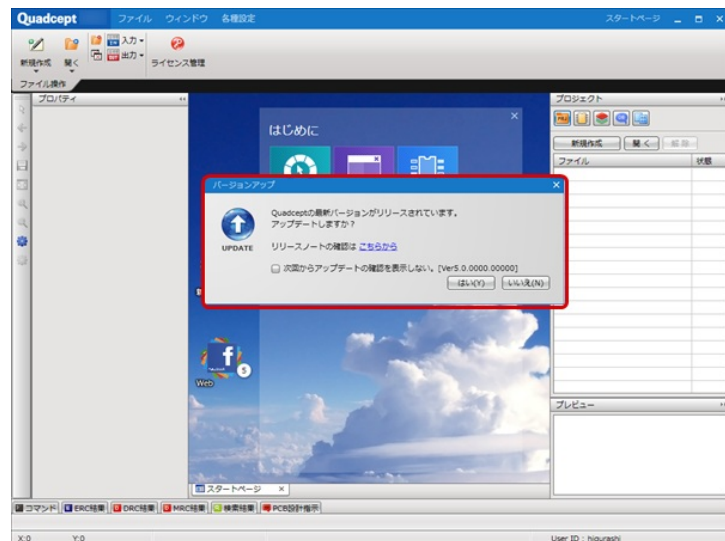 Quadcept ファイル ウィンドウ 各種設定 スタートページ
新規作成 開く 入力 出力 ライセンス管理
ファイル操作
プロパティ
プロジェクト
はじめに
新規作成 開く 解除
ファイル 状態
バージョンアップ
Quadceptの最新バージョンがリリースされています。
アップデートしますか？
UPDATE
リリースノートの確認は こちらから
次回からアップデートの確認を表示しない。[Ver5.0.0000.00000]
はい(Y) いいえ(N)
f
5
Web
プレビュー
スタートページ
コマンド ERC結果 DRC結果 MRC結果 検索結果 PCB設計指示
X:0 Y:0 User ID : higurashi